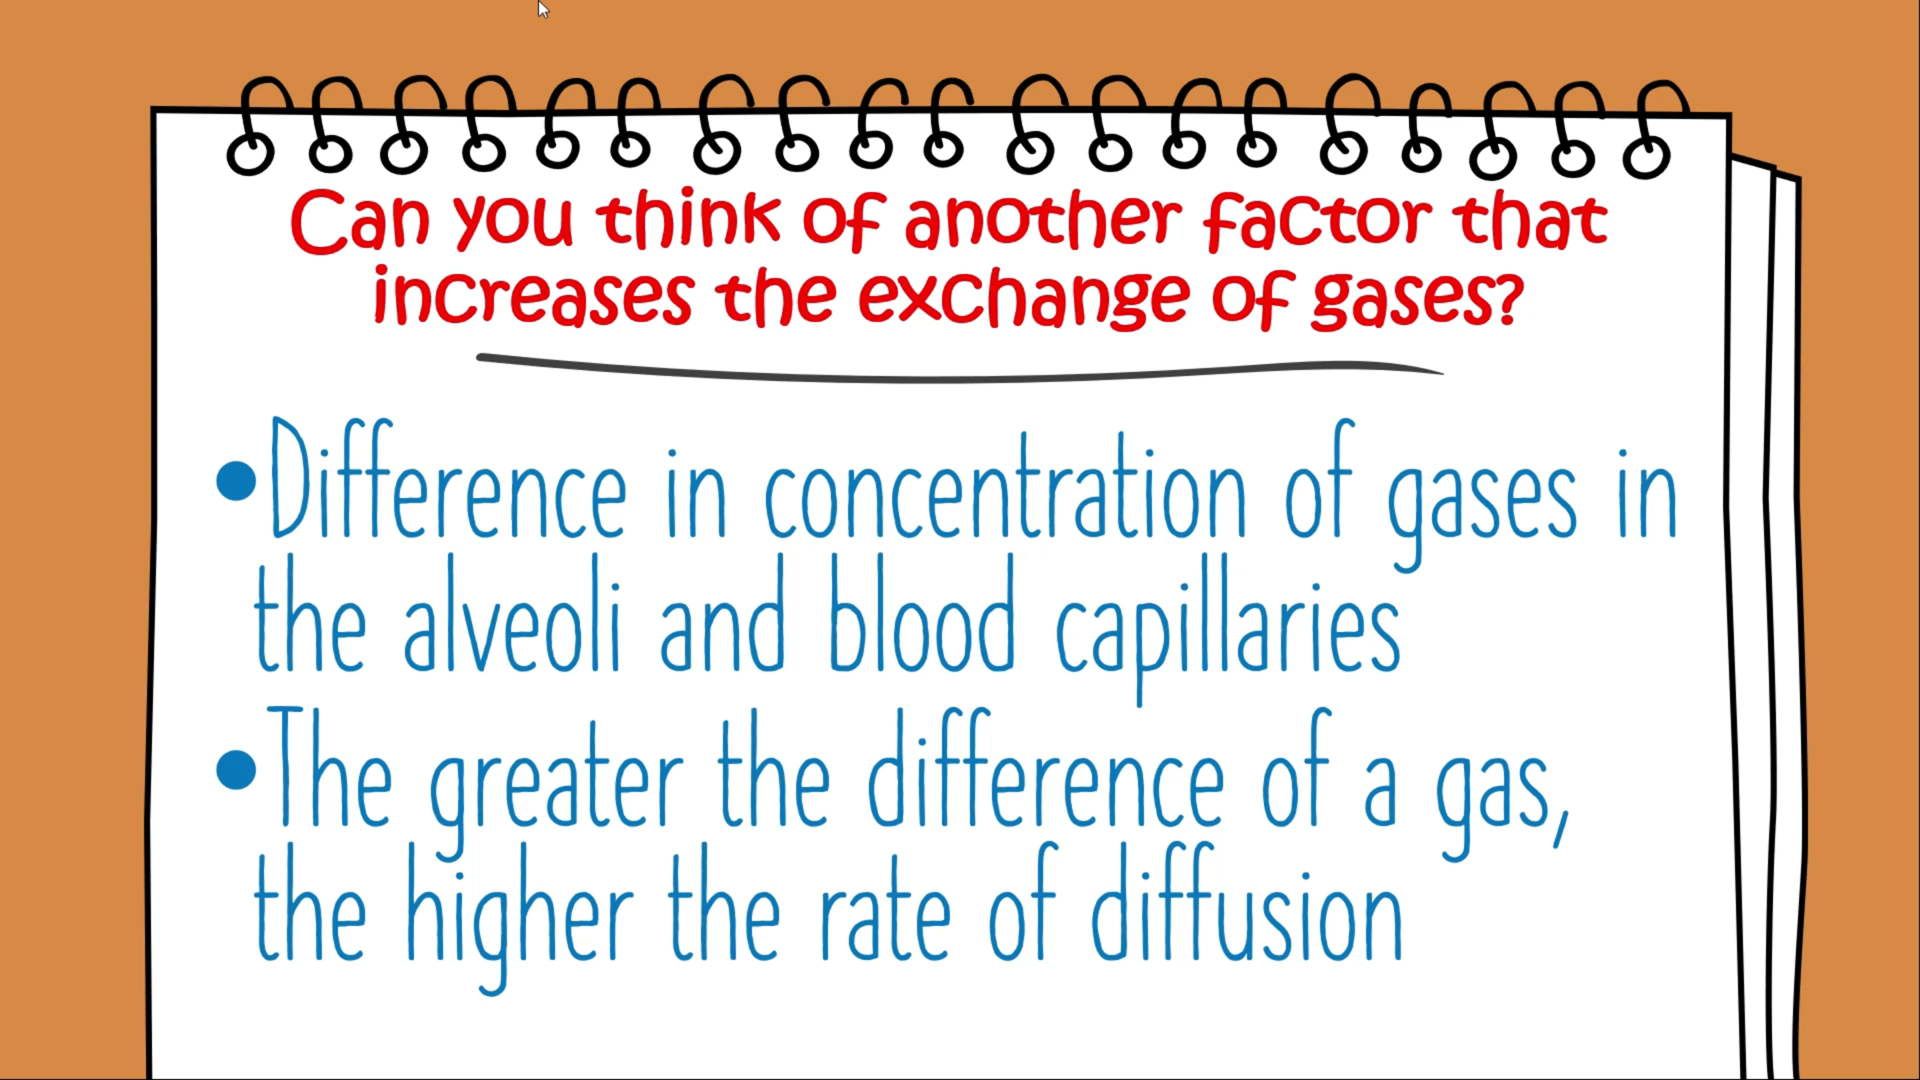 Can you think of another factor that
increases the exchange of gases?
•Difference in concentration of gases in
the alveoli and blood capillaries
•The greater the difference of a gas,
the higher the rate of diffusion